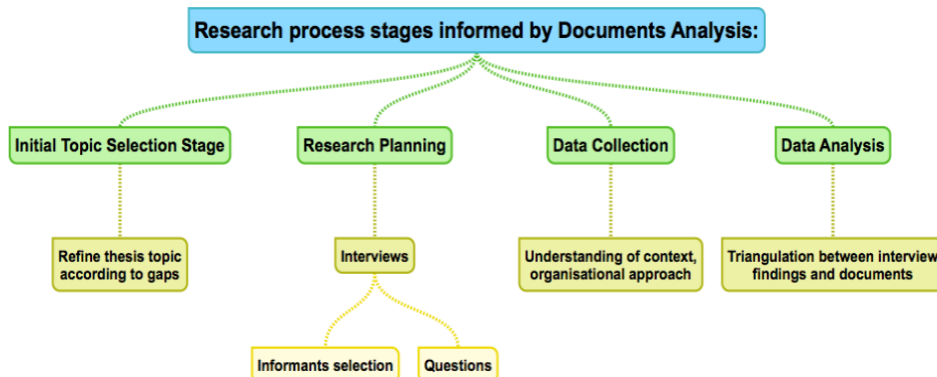 Research process stages informed by Documents Analysis:
Initial Topic Selection Stage
Research Planning
Data Collection
Data Analysis
Refine thesis topic
according to gaps
Interviews
Understanding of context,
organisational approach
Triangulation between interview
findings and documents
Informants selection
Questions